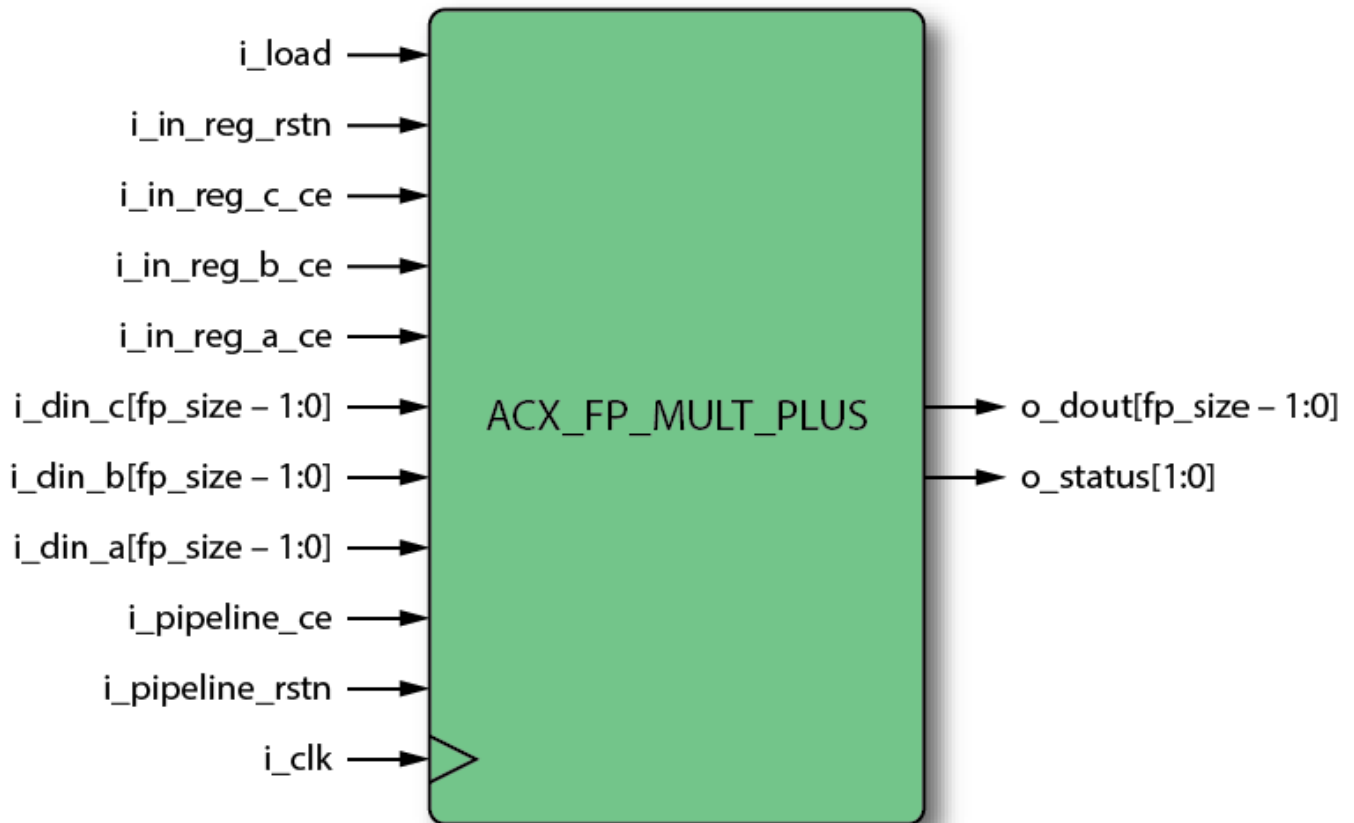 i_load
i_in_reg_rstn
i_in_reg_c_ce
i_in_reg_b_ce
i_in_reg_a_ce
i_din_c[fp_size – 1:0]
i_din_b[fp_size – 1:0]
i_din_a[fp_size – 1:0]
i_pipeline_ce
i_pipeline_rstn
i_clk
ACX_FP_MULT_PLUS
o_dout[fp_size – 1:0]
o_status[1:0]